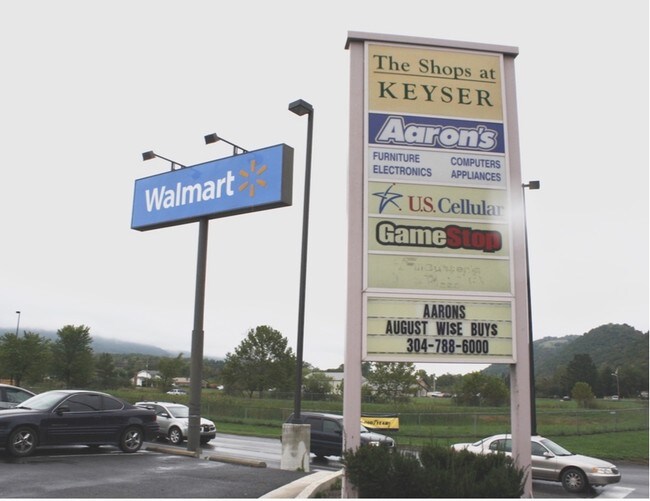 The Shops at
KEYSER
Aaron's
FURNITURE COMPUTERS
ELECTRONICS APPLIANCES
Walmart
U.S. Cellular
GameStop
AARONS
AUGUST WISE BUYS
304-788-6000